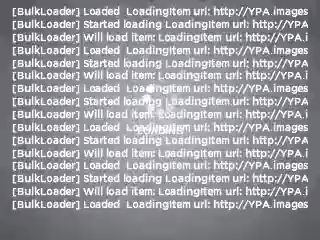 [BulkLoader] Loaded LoadingItem url: http://YPA.images
[BulkLoader] Started loading LoadingItem url: http://YPA
[BulkLoader] Will load item: LoadingItem url: http://YPA.i
[BulkLoader] Loaded LoadingItem url: http://YPA.images
[BulkLoader] Started loading LoadingItem url: http://YPA
[BulkLoader] Will load item: LoadingItem url: http://YPA.i
[BulkLoader] Loaded LoadingItem url: http://YPA.images
[BulkLoader] Started loading LoadingItem url: http://YPA
[BulkLoader] Will load item: LoadingItem url: http://YPA.i
[BulkLoader] Loaded LoadingItem url: http://YPA.images
LOADING
[BulkLoader] Started loading LoadingItem url: http://YPA
[BulkLoader] Will load item: LoadingItem url: http://YPA.i
[BulkLoader] Loaded LoadingItem url: http://YPA.images
[BulkLoader] Started loading LoadingItem url: http://YPA
[BulkLoader] Will load item: LoadingItem url: http://YPA.i
[BulkLoader] Loaded LoadingItem url: http://YPA.images